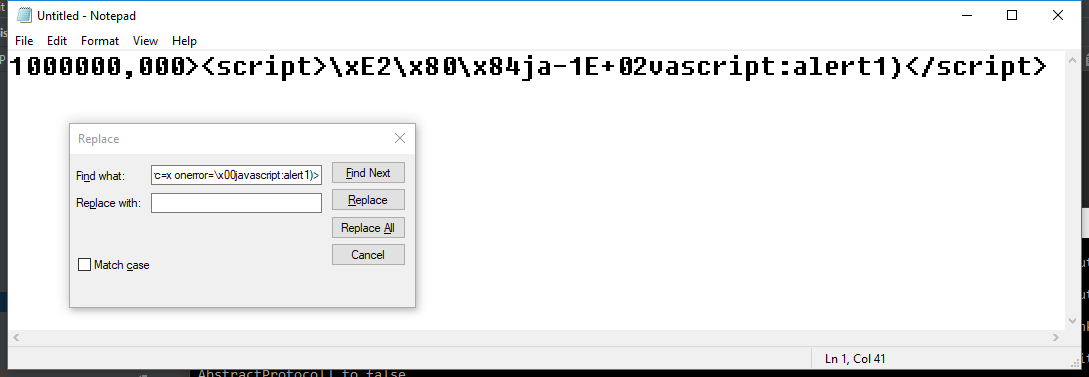 Untitled - Notepad
File Edit Format View Help
1000000,000><script>\xE2\x80\x84ja-1E+02vascript:alert1)</script>
Replace
Find what: c=x onerror=\x00javascript:alert1)> Find Next
Replace with: Replace
Replace All
Cancel
Match case
Ln 1, Col 41
AbstractProtocol] to false